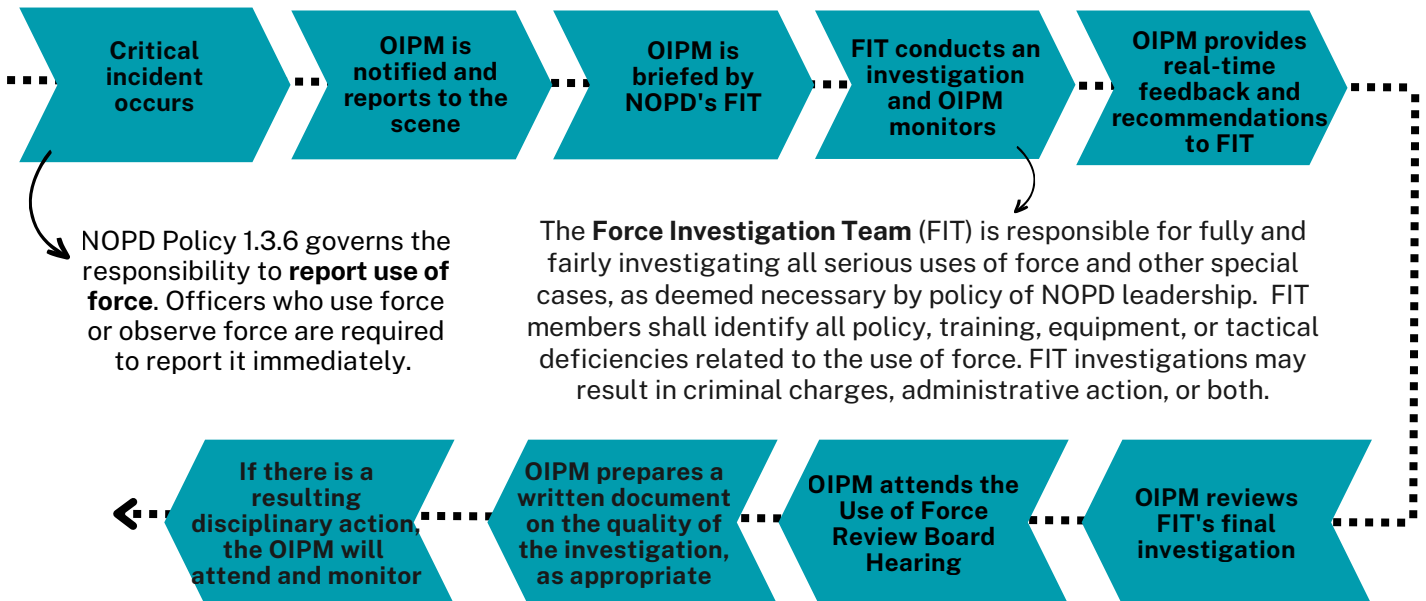 Critical
incident
occurs
OIPM is
notified and
reports to the
scene
OIPM is
briefed by
NOPD's FIT
FIT conducts an
investigation
and OIPM
monitors
OIPM provides
real-time
feedback and
recommendations
to FIT
NOPD Policy 1.3.6 governs the
responsibility to report use of
force. Officers who use force
or observe force are required
to report it immediately.
The Force Investigation Team (FIT) is responsible for fully and
fairly investigating all serious uses of force and other special
cases, as deemed necessary by policy of NOPD leadership. FIT
members shall identify all policy, training, equipment, or tactical
deficiencies related to the use of force. FIT investigations may
result in criminal charges, administrative action, or both.
OIPM reviews
FIT's final
investigation
OIPM attends the
Use of Force
Review Board
Hearing
OIPM prepares a
written document
on the quality of
the investigation,
as appropriate
If there is a
resulting
disciplinary action,
the OIPM will
attend and monitor